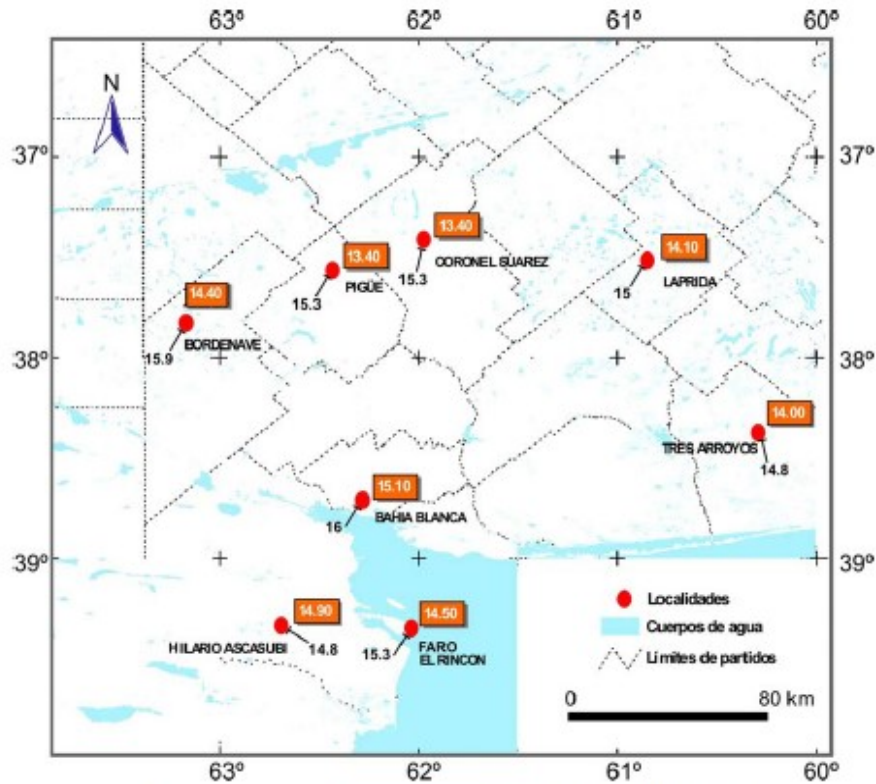 63º 62º 61º 60º
N
37º 37º
13.40
13.40
CORONEL SUAREZ
15.3
14.10
PIGÜE
15.3
LAPRIDA
15
14.40
BORDENAVE
15.9
38º 38º
14.00
TRES ARROYOS
14.8
15.10
BAHIA BLANCA
16
39º 39º
14.90
HILARIO ASCASUBI
14.8
14.50
FARO
EL RINCON
15.3
Localidades
Cuerpos de agua
Límites de partidos
0 80 km
63º 62º 61º 60º